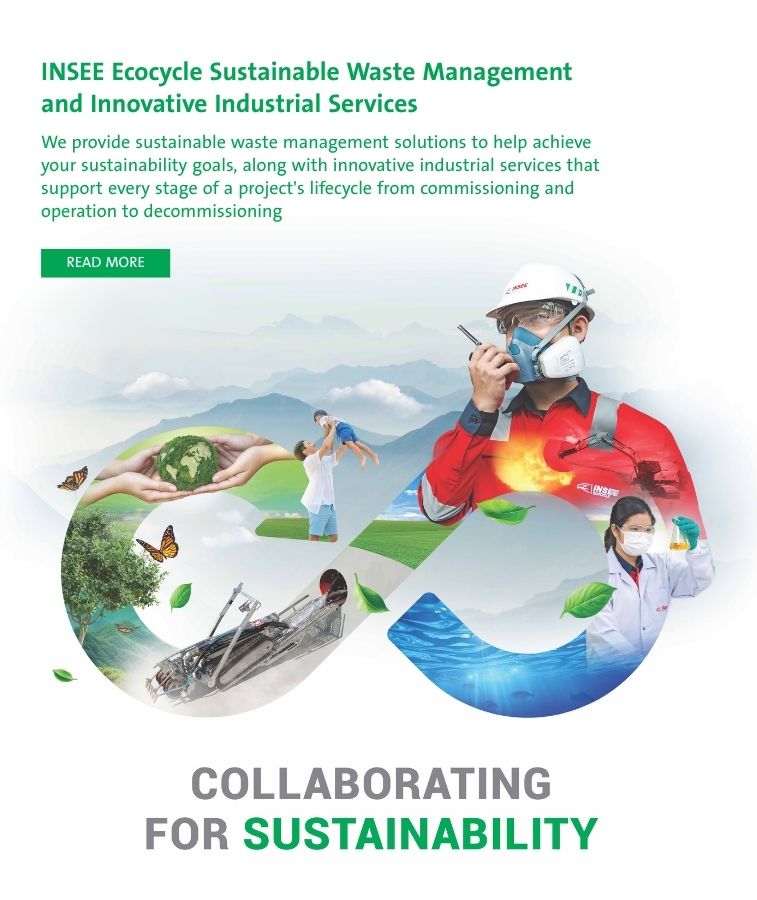 INSEE Ecocycle Sustainable Waste Management
and Innovative Industrial Services
We provide sustainable waste management solutions to help achieve
your sustainability goals, along with innovative industrial services that
support every stage of a project's lifecycle from commissioning and
operation to decommissioning
READ MORE
INSEE
INSEE
COLLABORATING
FOR SUSTAINABILITY